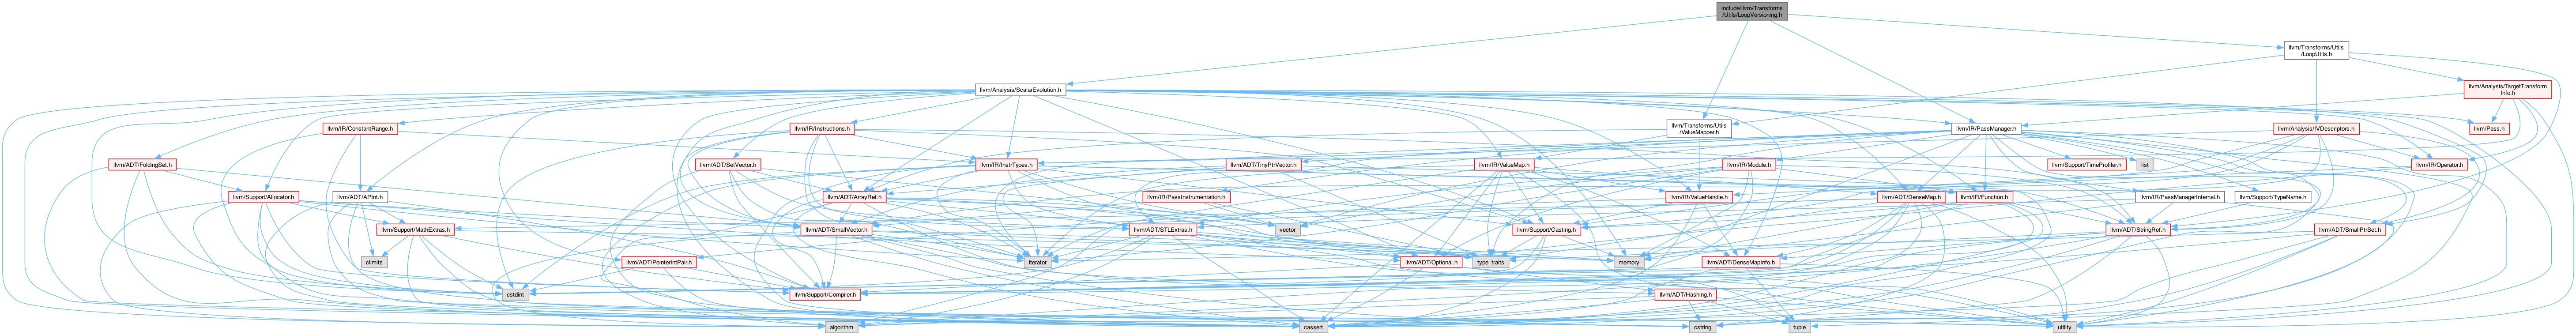 include/llvm/Transforms
/Utils/LoopVersioning.h
llvm/Transforms/Utils
/LoopUtils.h
llvm/Analysis/ScalarEvolution.h
llvm/Analysis/TargetTransform
Info.h
llvm/IR/ConstantRange.h
llvm/IR/Instructions.h
llvm/Transforms/Utils
/ValueMapper.h
llvm/IR/PassManager.h
llvm/Analysis/IVDescriptors.h
llvm/Pass.h
llvm/ADT/FoldingSet.h
llvm/ADT/SetVector.h
llvm/IR/InstrTypes.h
llvm/ADT/TinyPtrVector.h
llvm/IR/ValueMap.h
llvm/IR/Module.h
llvm/Support/TimeProfiler.h
list
llvm/IR/Operator.h
llvm/Support/Allocator.h
llvm/ADT/APInt.h
llvm/ADT/ArrayRef.h
llvm/IR/PassInstrumentation.h
llvm/IR/ValueHandle.h
llvm/ADT/DenseMap.h
llvm/IR/Function.h
llvm/IR/PassManagerInternal.h
llvm/Support/TypeName.h
llvm/Support/MathExtras.h
llvm/ADT/SmallVector.h
llvm/ADT/STLExtras.h
vector
llvm/Support/Casting.h
llvm/ADT/StringRef.h
llvm/ADT/SmallPtrSet.h
climits
llvm/ADT/PointerIntPair.h
iterator
llvm/ADT/Optional.h
type_traits
memory
llvm/ADT/DenseMapInfo.h
cstdint
llvm/Support/Compiler.h
llvm/ADT/Hashing.h
algorithm
cassert
cstring
tuple
utility